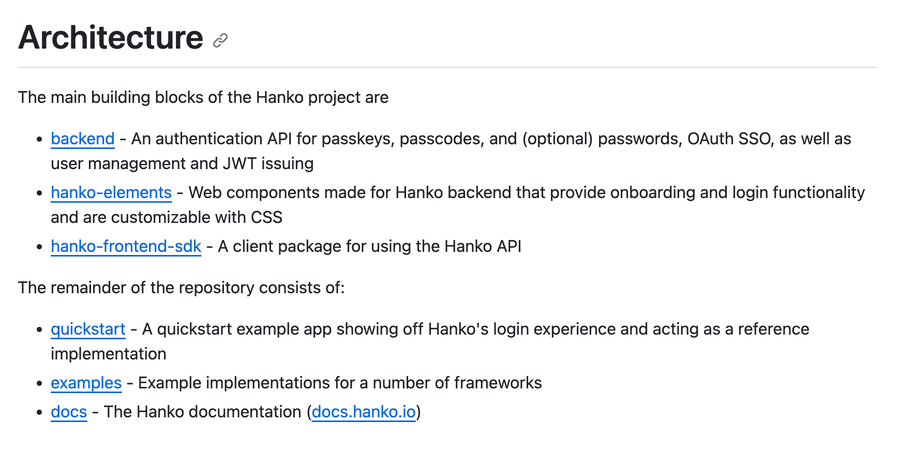 Architecture
The main building blocks of the Hanko project are
• backend - An authentication API for passkeys, passcodes, and (optional) passwords, OAuth SSO, as well as
user management and JWT issuing
• hanko-elements - Web components made for Hanko backend that provide onboarding and login functionality
and are customizable with CSS
• hanko-frontend-sdk - A client package for using the Hanko API
The remainder of the repository consists of:
• quickstart - A quickstart example app showing off Hanko's login experience and acting as a reference
implementation
• examples - Example implementations for a number of frameworks
• docs - The Hanko documentation (docs.hanko.io)